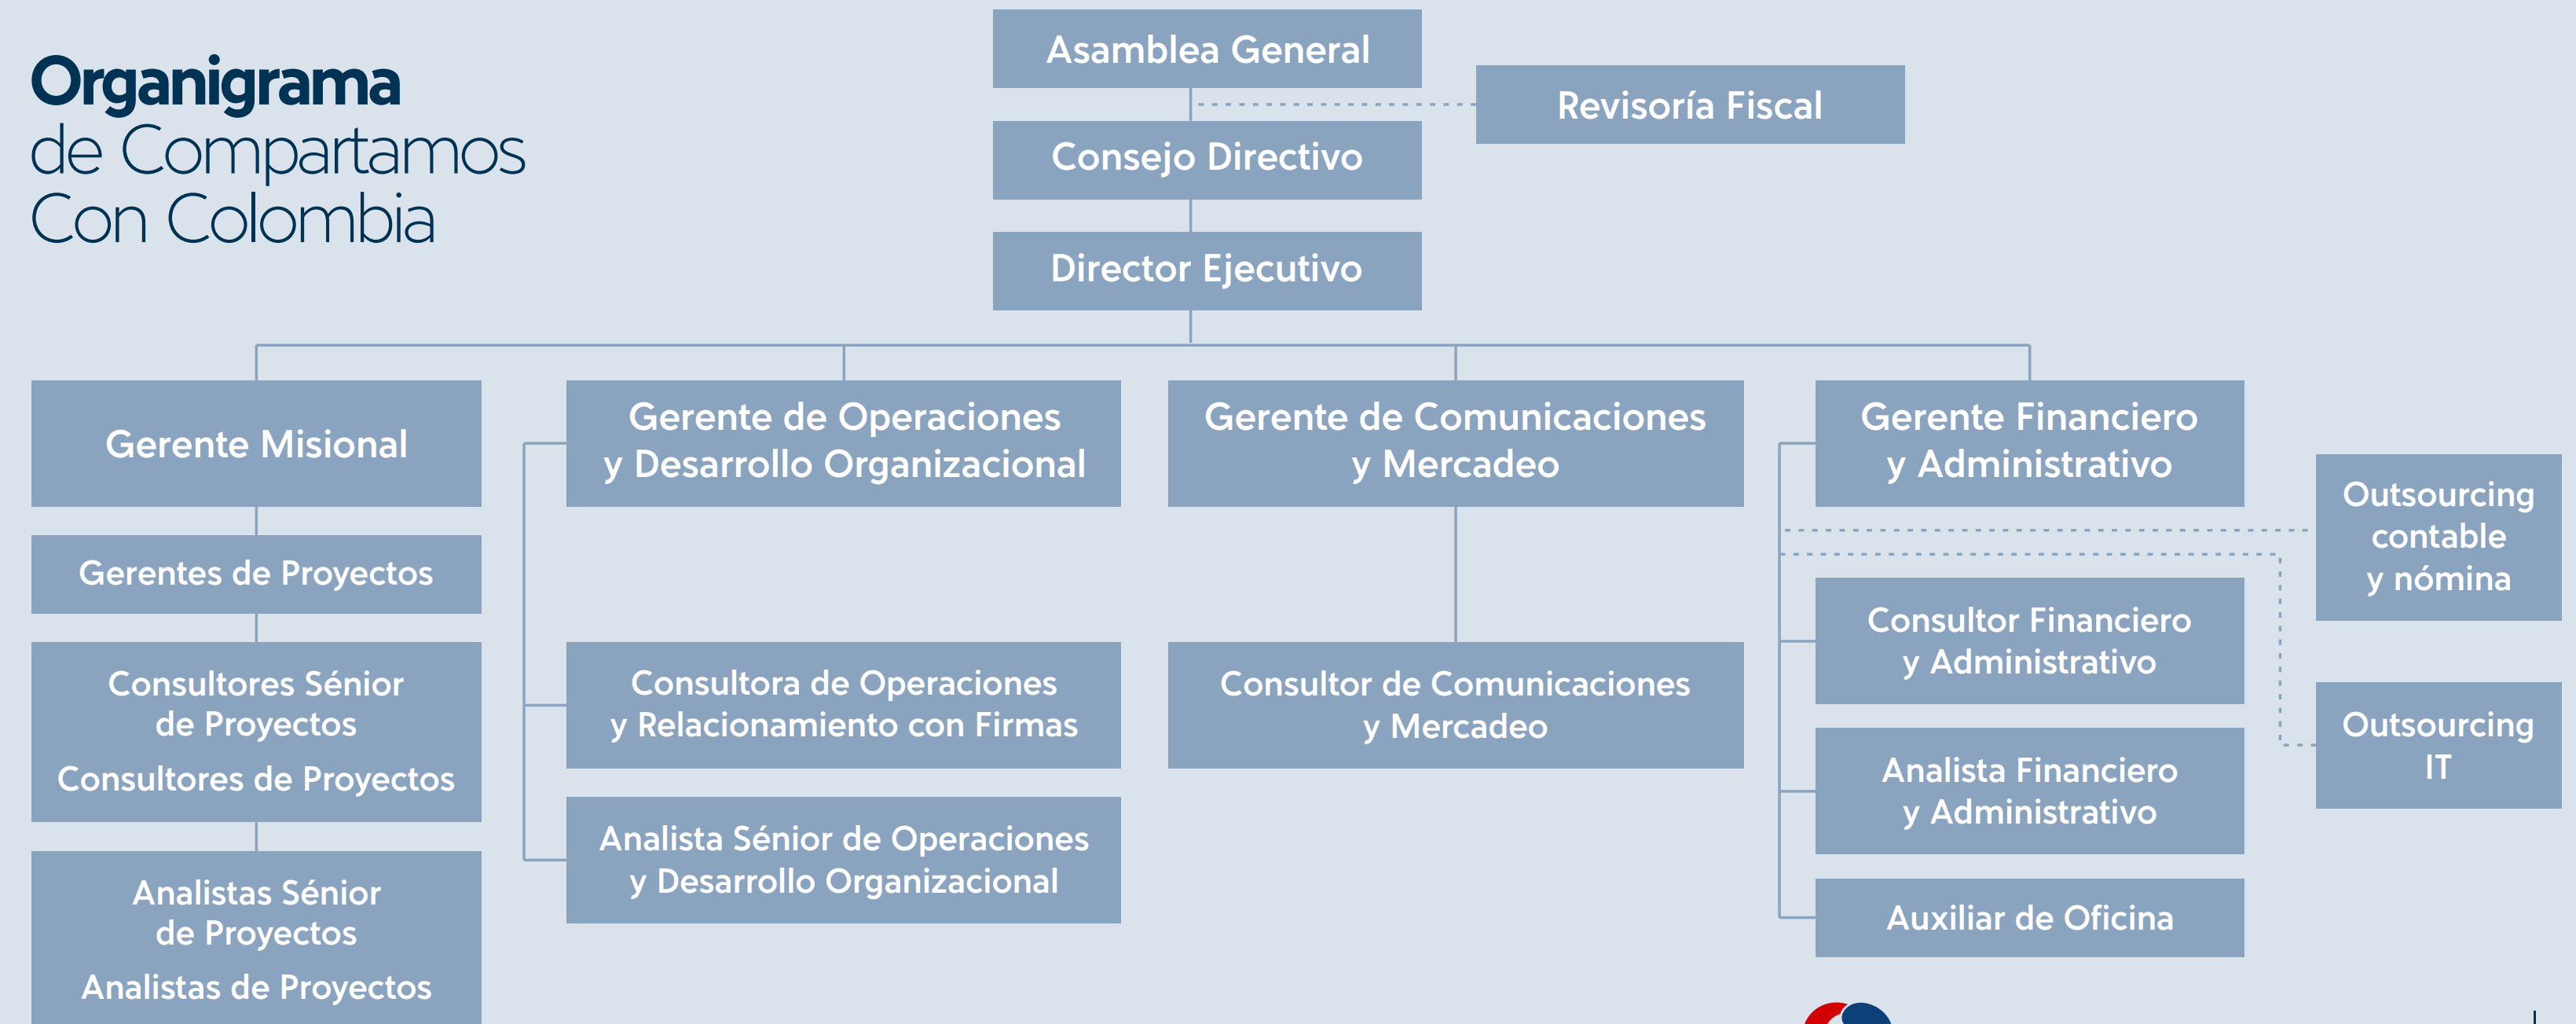 Organigrama
de Compartamos
Con Colombia
Asamblea General
Revisoría Fiscal
Consejo Directivo
Director Ejecutivo
Gerente Misional
Gerentes de Proyectos
Consultores Sénior
de Proyectos
Consultores de Proyectos
Analistas Sénior
de Proyectos
Analistas de Proyectos
Gerente de Operaciones
y Desarrollo Organizacional
Consultora de Operaciones
y Relacionamiento con Firmas
Analista Sénior de Operaciones
y Desarrollo Organizacional
Gerente de Comunicaciones
y Mercadeo
Consultor de Comunicaciones
y Mercadeo
Gerente Financiero
y Administrativo
Consultor Financiero
y Administrativo
Analista Financiero
y Administrativo
Auxiliar de Oficina
Outsourcing
contable
y nómina
Outsourcing
IT